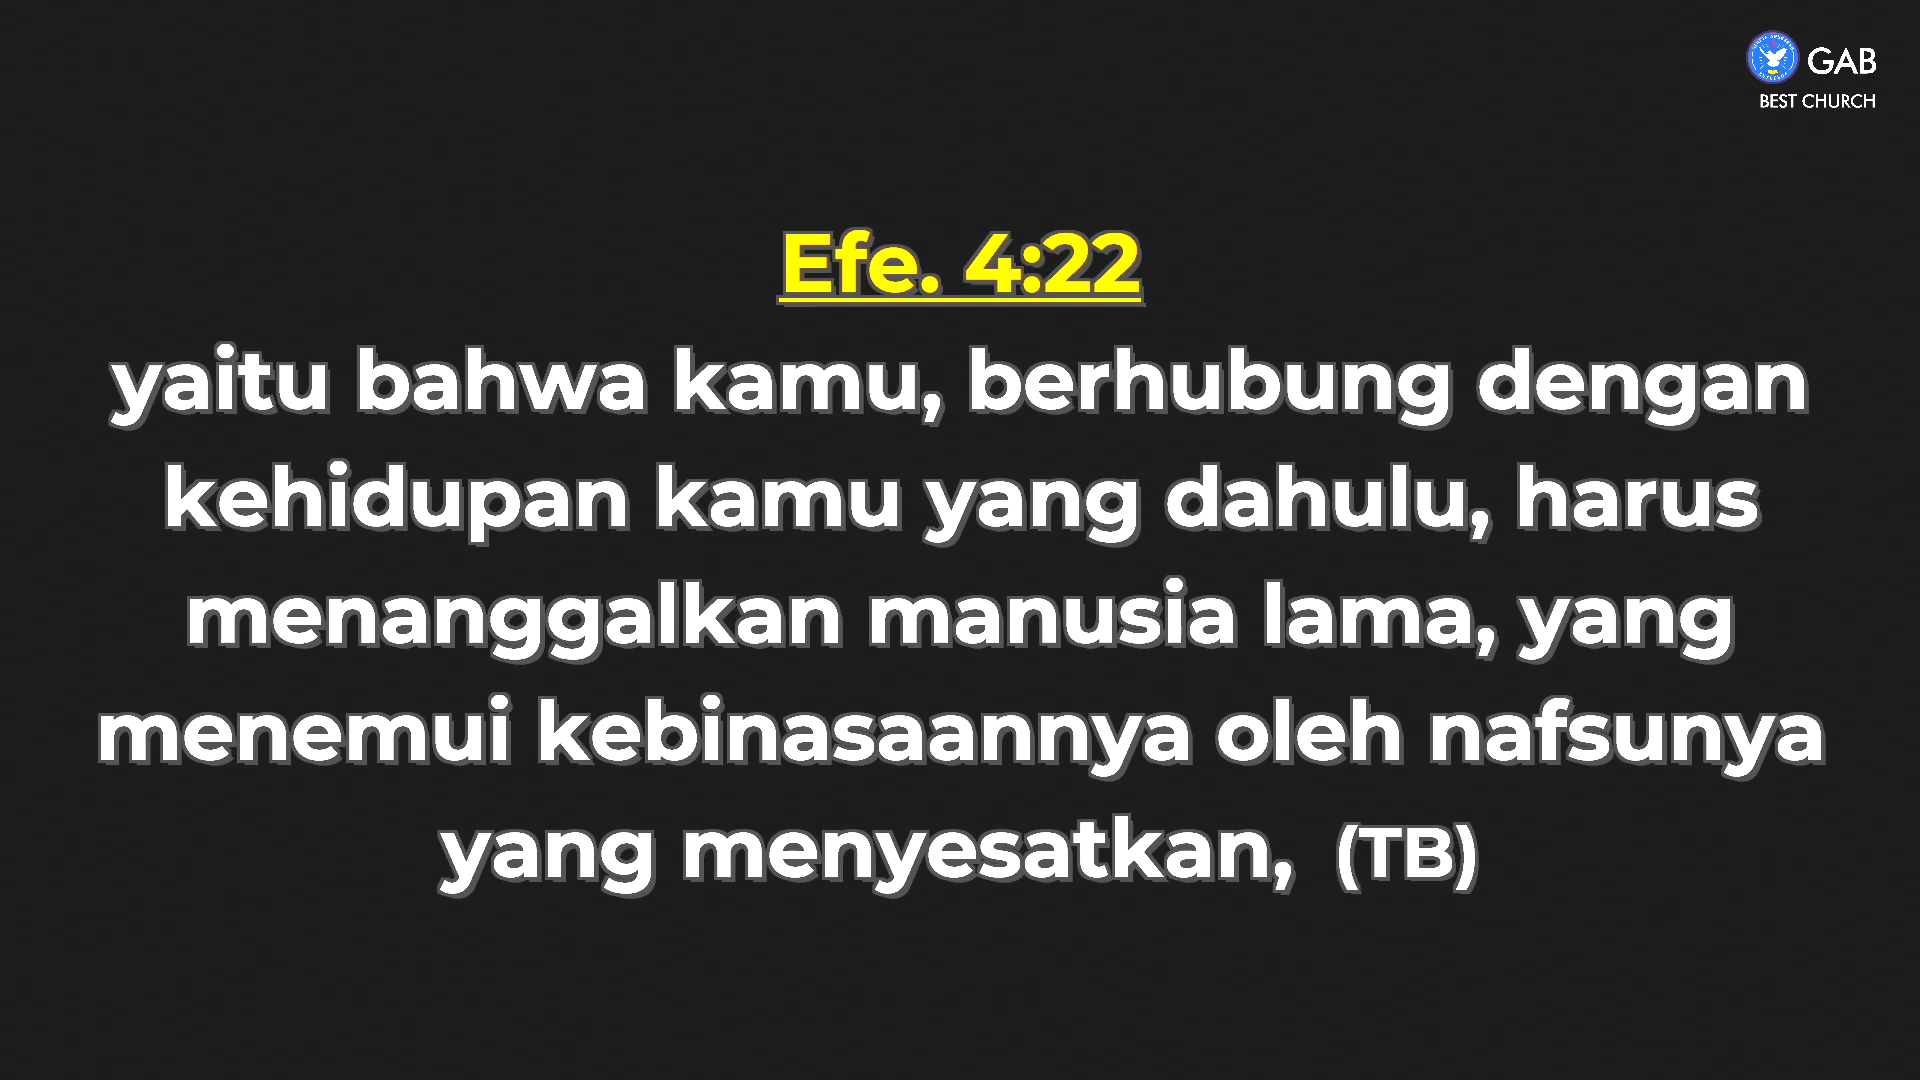 GAB
BEST CHURCH
Efe. 4:22
yaitu bahwa kamu, berhubung dengan
kehidupan kamu yang dahulu, harus
menanggalkan manusia lama, yang
menemui kebinasaannya oleh nafsunya
yang menyesatkan, (TB)